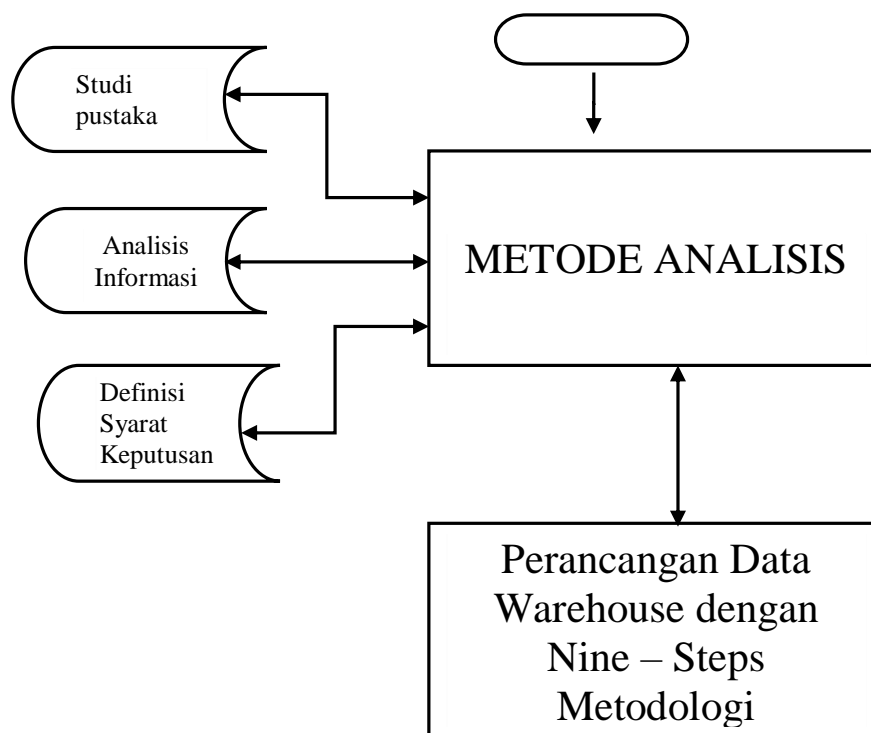 Studi
pustaka
Analisis
Informasi
METODE ANALISIS
Definisi
Syarat
Keputusan
Perancangan Data
Warehouse dengan
Nine – Steps
Metodologi